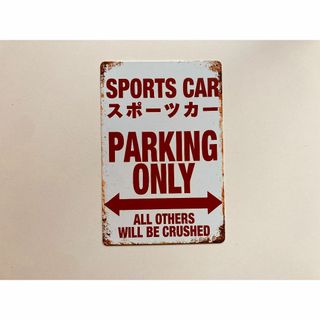 SPORTS CAR
スポーツカー
PARKING
ONLY
ALL OTHERS
WILL BE CRUSHED